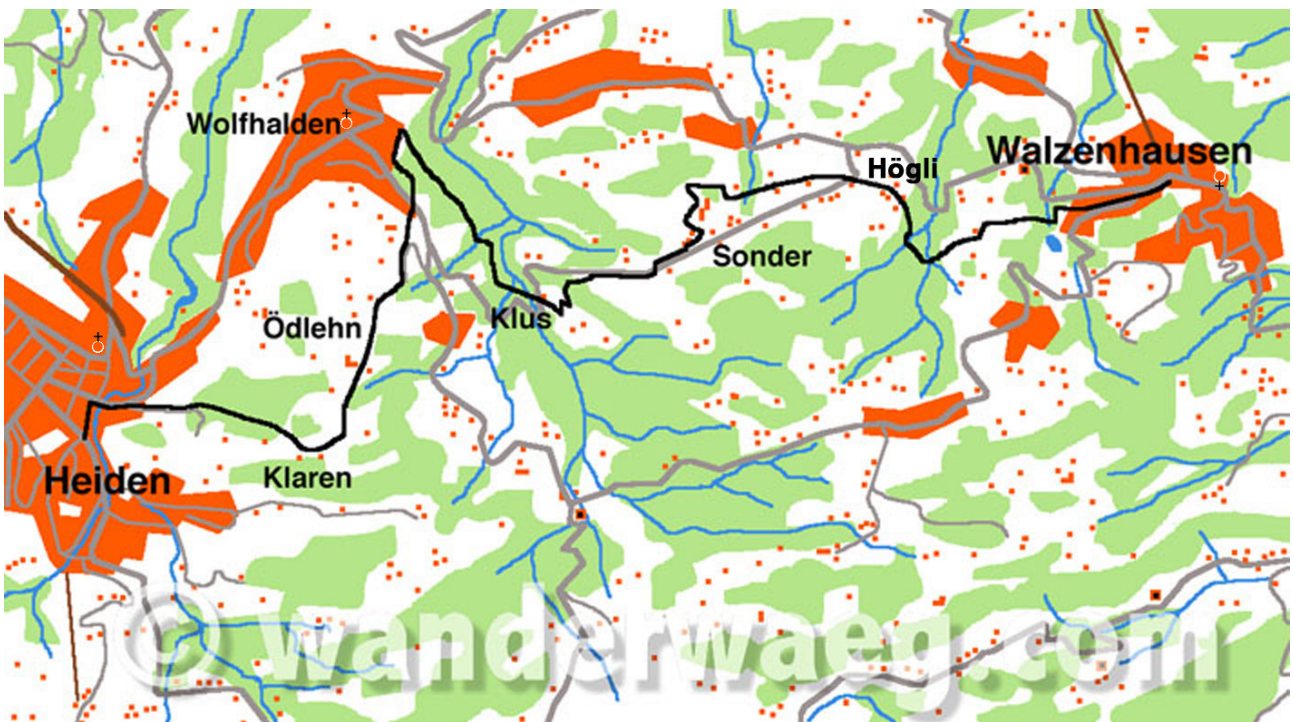 Wolfhalden
Walzenhausen
Högli
Sonder
Ödlehn
Klus
Heiden
Klaren
© wanderwaeg.com